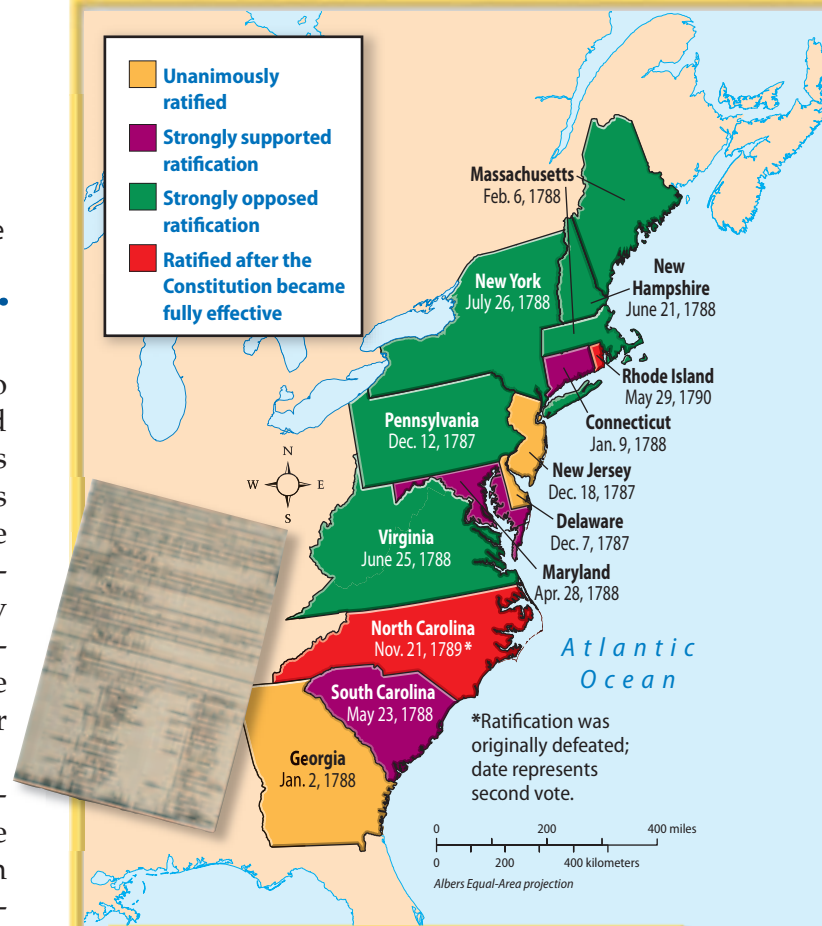 Unanimously
ratified
Strongly supported
ratification
Strongly opposed
ratification
Ratified after the
Constitution became
fully effective
Massachusetts
Feb. 6, 1788
New York
July 26, 1788
New
Hampshire
June 21, 1788
Rhode Island
May 29, 1790
Connecticut
Jan. 9, 1788
Pennsylvania
Dec. 12, 1787
New Jersey
Dec. 18, 1787
Delaware
Dec. 7, 1787
Maryland
Apr. 28, 1788
Virginia
June 25, 1788
North Carolina
Nov. 21, 1789*
South Carolina
May 23, 1788
Georgia
Jan. 2, 1788
N
W E
S
Atlantic
Ocean
*Ratification was
originally defeated;
date represents
second vote.
0 200 400 miles
0 200 400 kilometers
Albers Equal-Area projection